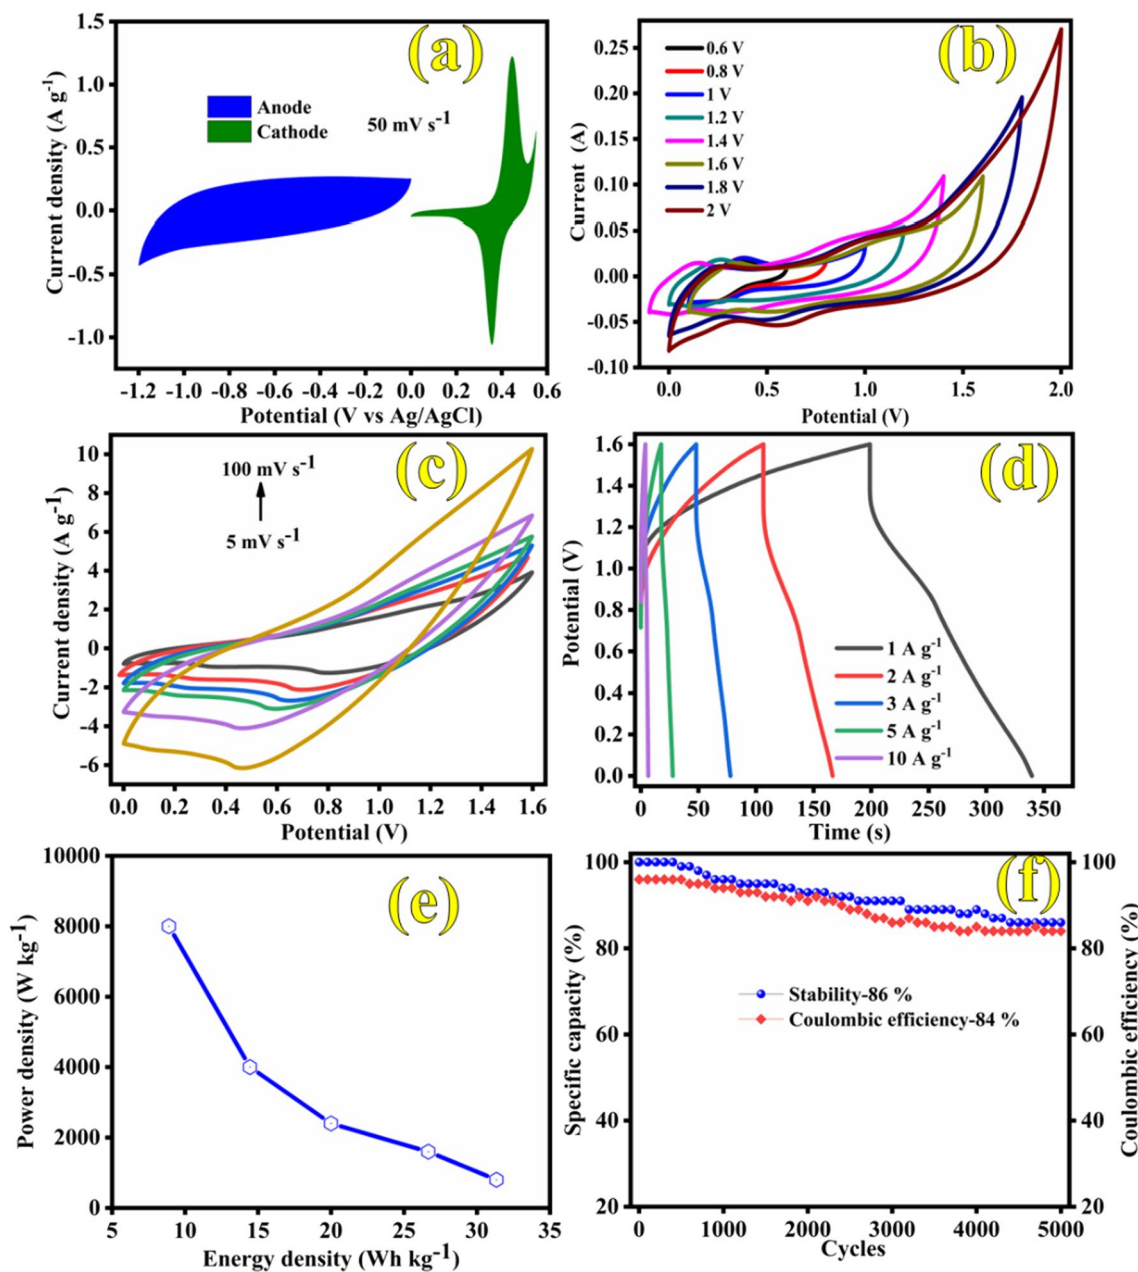 (a)
1.5
1.0
0.5
0.0
-0.5
-1.0
Current density (A g-1)
Anode
Cathode
50 mV s-1
-1.2 -1.0 -0.8 -0.6 -0.4 -0.2 0.0 0.2 0.4 0.6
Potential (V vs Ag/AgCl)
(b)
0.25
0.20
0.15
0.10
0.05
0.00
-0.05
-0.10
Current (A)
0.6 V
0.8 V
1 V
1.2 V
1.4 V
1.6 V
1.8 V
2 V
0.0 0.5 1.0 1.5 2.0
Potential (V)
(c)
10
8
6
4
2
0
-2
-4
-6
Current density (A g-1)
100 mV s-1
5 mV s-1
0.0 0.2 0.4 0.6 0.8 1.0 1.2 1.4 1.6
Potential (V)
(d)
1.6
1.4
1.2
1.0
0.8
0.6
0.4
0.2
0.0
Potential (V)
1 A g-1
2 A g-1
3 A g-1
5 A g-1
10 A g-1
0 50 100 150 200 250 300 350
Time (s)
(e)
10000
8000
6000
4000
2000
0
Power density (W kg-1)
5 10 15 20 25 30 35
Energy density (Wh kg-1)
(f)
100
80
60
40
20
Specific capacity (%)
Stability-86 %
Coulombic efficiency-84 %
100
80
60
40
20
Coulombic efficiency (%)
0 1000 2000 3000 4000 5000
Cycles